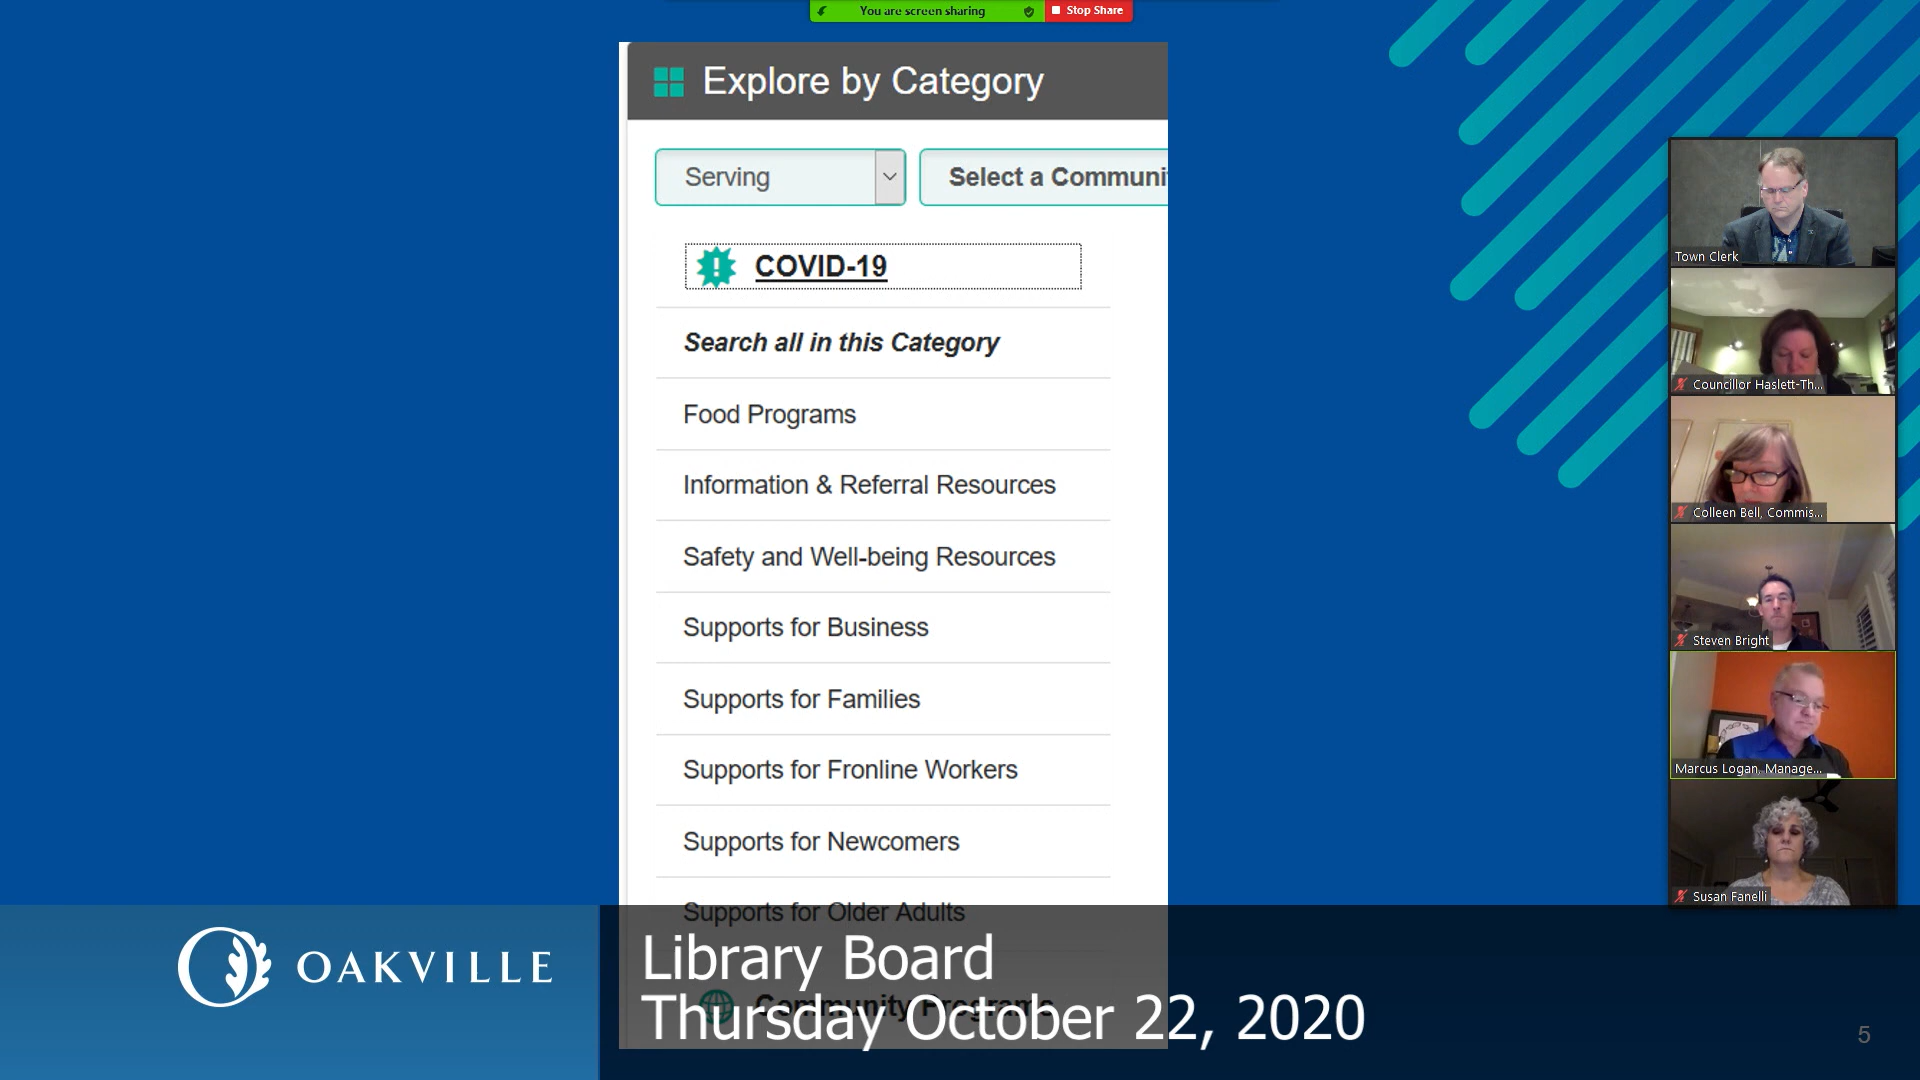 You are screen sharing
Stop Share
Explore by Category
Serving
Select a Communi
COVID-19
Search all in this Category
Food Programs
Information & Referral Resources
Safety and Well-being Resources
Supports for Business
Supports for Families
Supports for Fronline Workers
Supports for Newcomers
Supports for Older Adults
Community Programs
Town Clerk
Councillor Haslett-Th...
Colleen Bell, Commis...
Steven Bright
Marcus Logan, Manage...
Susan Fanelli
OAKVILLE
Library Board
Thursday October 22, 2020
5